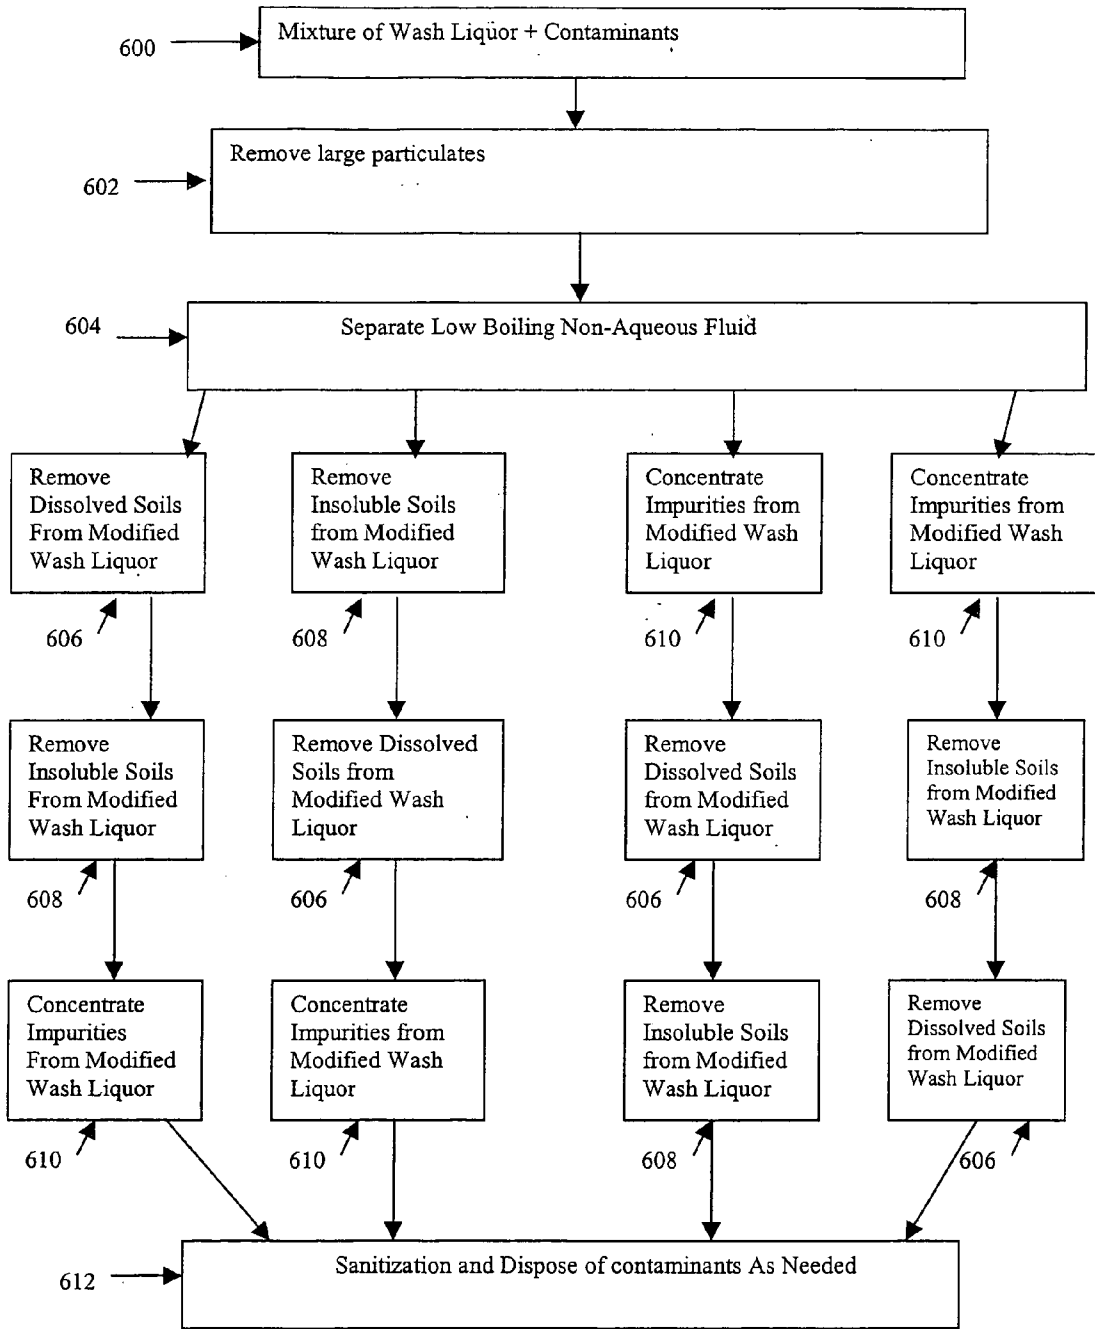 Mixture of Wash Liquor + Contaminants
600
Remove large particulates
602
Separate Low Boiling Non-Aqueous Fluid
604
Remove
Dissolved Soils
From Modified
Wash Liquor
606
Remove
Insoluble Soils
from Modified
Wash Liquor
608
Concentrate
Impurities from
Modified Wash
Liquor
610
Concentrate
Impurities from
Modified Wash
Liquor
610
Remove
Insoluble Soils
From Modified
Wash Liquor
608
Remove Dissolved
Soils from
Modified Wash
Liquor
606
Remove
Dissolved Soils
from Modified
Wash Liquor
606
Remove
Insoluble Soils
from Modified
Wash Liquor
608
Concentrate
Impurities
From Modified
Wash Liquor
610
Concentrate
Impurities from
Modified Wash
Liquor
610
Remove
Insoluble Soils
from Modified
Wash Liquor
608
Remove
Dissolved Soils
from Modified
Wash Liquor
606
Sanitization and Dispose of contaminants As Needed
612